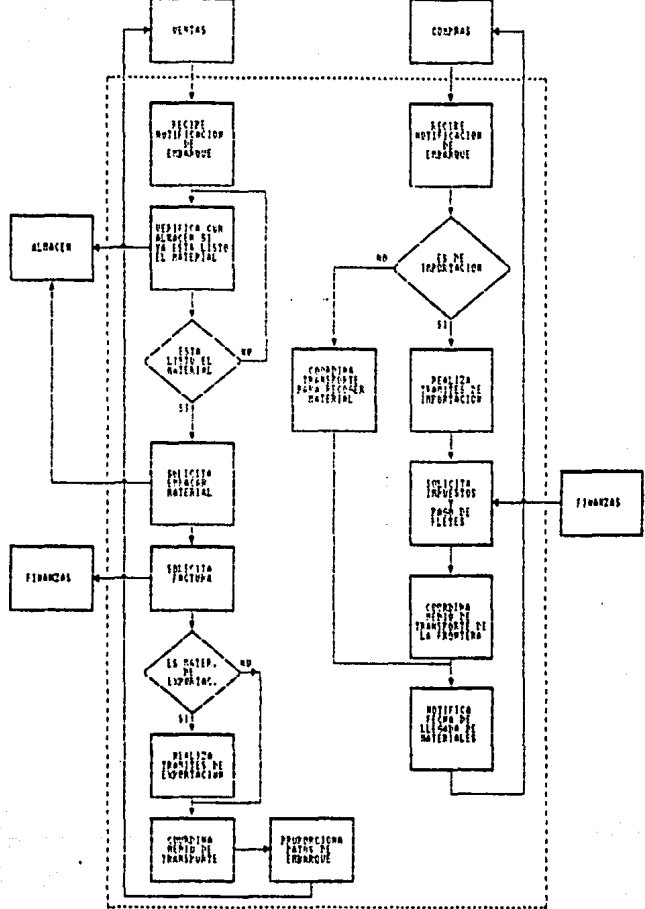 VENTAS
RECIBE
NOTIFICACION
DE
EMBARQUE
VERIFICA CON
ALMACEN SI
YA ESTA LISTO
EL MATERIAL
ALMACEN
ESTA
LISTO EL
MATERIAL
NO
SI
SOLICITA
EMPACAR
MATERIAL
SOLICITA
FACTURA
FINANZAS
ES MATER.
DE
EXPORTAC.
NO
SI
REALIZA
TRAMITES DE
EXPORTACION
COORDINA
MEDIO DE
TRANSPORTE
PROPORCIONA
DATOS DE
EMBARQUE
COMPRAS
RECIBE
NOTIFICACION
DE
EMBARQUE
ES DE
IMPORTACION
NO
SI
COORDINA
TRANSPORTE
PARA RECOGER
MATERIAL
REALIZA
TRAMITES DE
IMPORTACION
SOLICITA
IMPUESTOS
Y
PAGO DE
FLETES
FINANZAS
COORDINA
MEDIO DE
TRANSPORTE DE
LA FRONTERA
NOTIFICA
FECHA DE
LLEGADA DE
MATERIALES